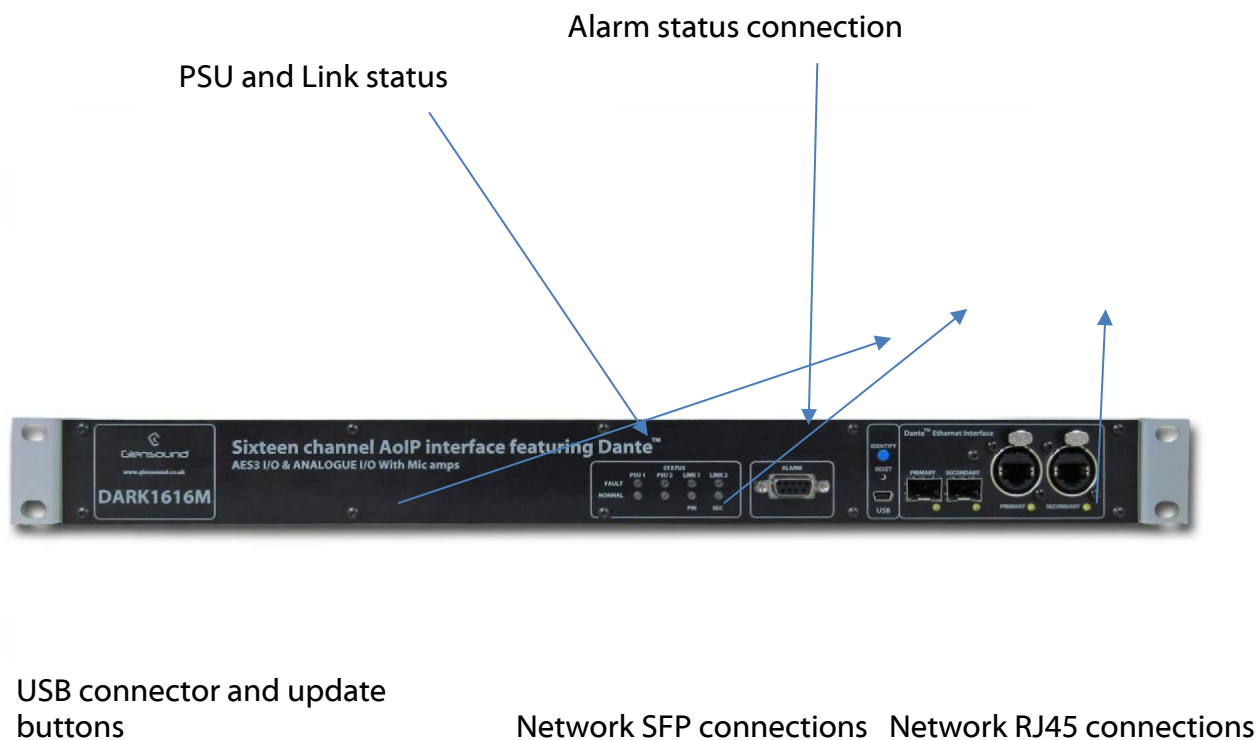 Alarm status connection
PSU and Link status
Glensound
www.glensound.co.uk
DARK1616M
Sixteen channel AoIP interface featuring Dante™
AES3 I/O & ANALOGUE I/O With Mic amps
STATUS
PSU 1 PSU 2 LINK 1 LINK 2
FAULT
NORMAL
PRI SEC
ALARM
IDENTIFY
RESET
USB
Dante™ Ethernet Interface
PRIMARY SECONDARY
PRIMARY SECONDARY
USB connector and update
buttons
Network SFP connections
Network RJ45 connections